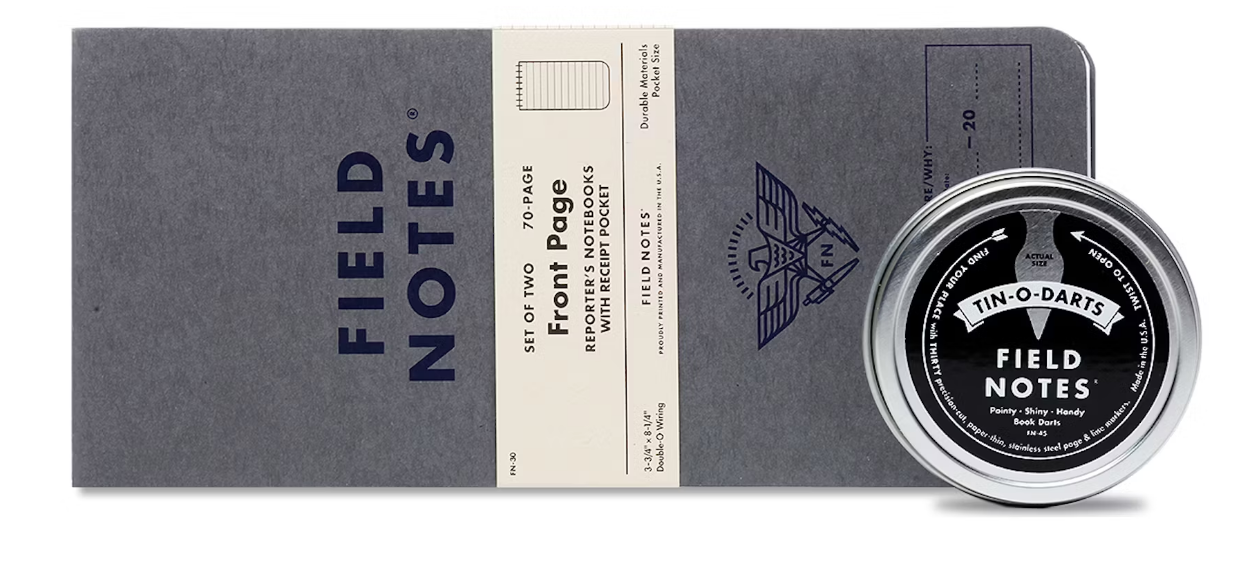 FIELD
NOTES®
SET OF TWO 70-PAGE
Front Page
REPORTER'S NOTEBOOKS
WITH RECEIPT POCKET
FN-30
Durable Materials
Pocket Size
FIELD NOTES
PROUDLY PRINTED AND MANUFACTURED IN THE U.S.A.
3-3/4" × 8-1/4"
Double-O Wiring
FN
RE/WHY:
– 20
ACTUAL
SIZE
TIN-O-DARTS
FIELD
NOTES
Pointy · Shiny · Handy
Book Darts
FN-45
FIND YOUR PLACE with THIRTY precision-cut, paper-thin, stainless steel page & line markers. Made in the U.S.A.
TWIST TO OPEN